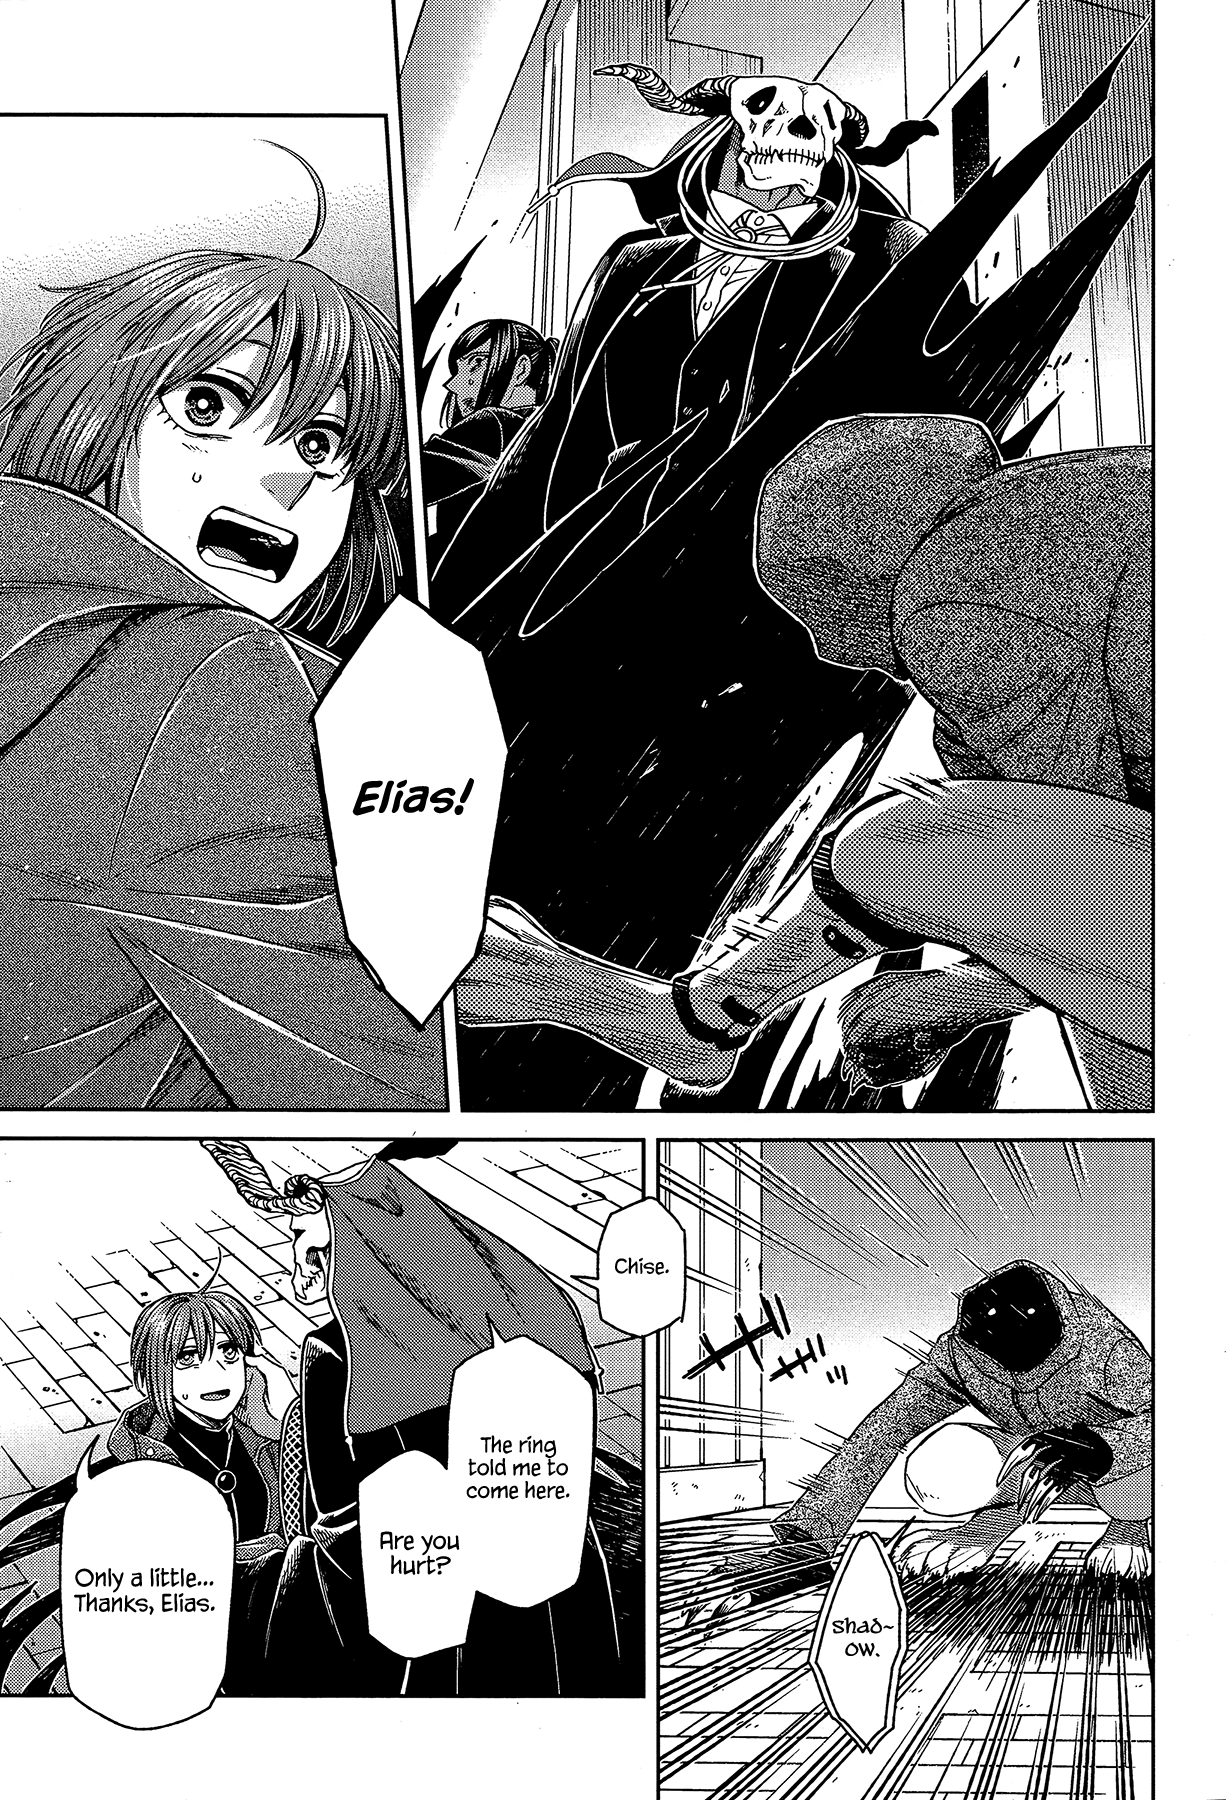 Elias!
Shad~
ow.
Chise.
The ring
told me to
come here.
Are you
hurt?
Only a little...
Thanks, Elias.